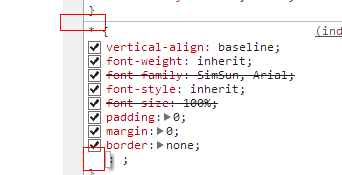 }
* {
(ind
vertical-align: baseline;
font-weight: inherit;
font-family: SimSun, Arial;
font-style: inherit;
font-size: 100%;
padding:▶0;
margin:▶0;
border:▶none;
: ;
}